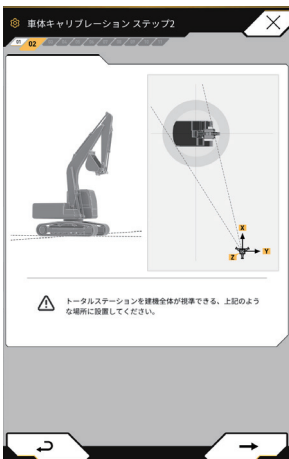 車体キャリブレーション ステップ2
01 02
X
Y
Z
トータルステーションを建機全体が視準できる、上記のよう
な場所に設置してください。